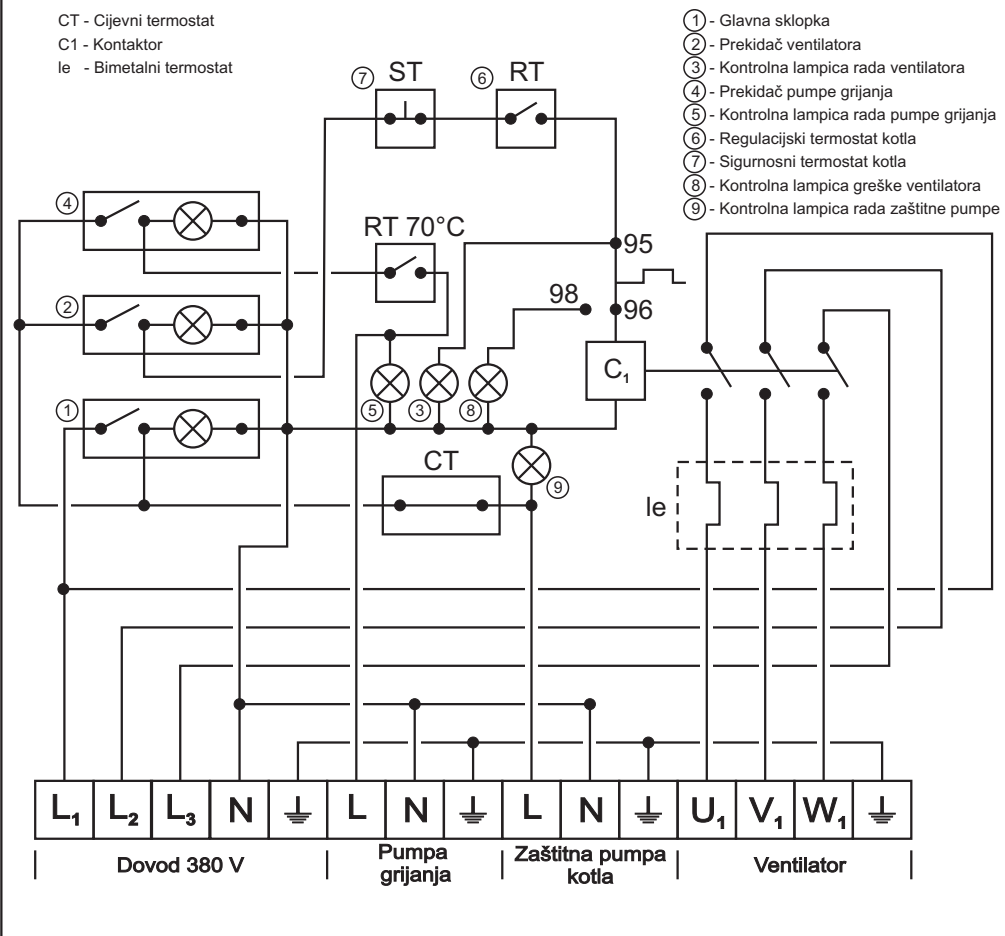 CT - Cijevni termostat
C1 - Kontaktor
Ie - Bimetalni termostat
1 - Glavna sklopka
2 - Prekidač ventilatora
3 - Kontrolna lampica rada ventilatora
4 - Prekidač pumpe grijanja
5 - Kontrolna lampica rada pumpe grijanja
6 - Regulacijski termostat kotla
7 - Sigurnosni termostat kotla
8 - Kontrolna lampica greške ventilatora
9 - Kontrolna lampica rada zaštitne pumpe
7 ST
6 RT
4
RT 70°C
95
2
98
96
C1
1
5
3
8
CT
9
Ie
L1 L2 L3 N L N L N U1 V1 W1
Dovod 380 V
Pumpa
grijanja
Zaštitna pumpa
kotla
Ventilator